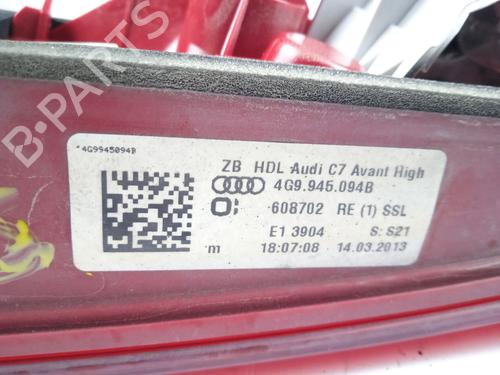 B-PARTS
*4G9945094B
ZB HDL Audi C7 Avant High
4G9.945.094B
608702 RE (1) SSL
E1 3904 S: S21
m 18:07:08 14.03.2013